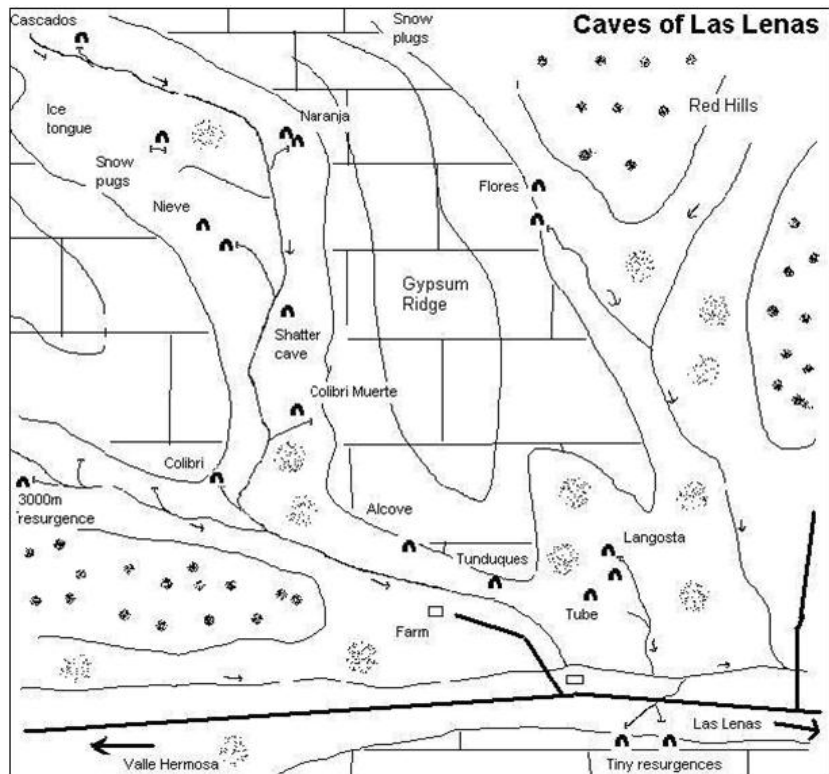 Caves of Las Lenas
Cascados
Snow
plugs
Red Hills
Ice
tongue
Naranja
Snow
pugs
Flores
Nieve
Gypsum
Ridge
Shatter
cave
Colibri Muerte
Colibri
3000m
resurgence
Alcove
Langosta
Tunduques
Tube
Farm
Las Lenas
Valle Hermosa
Tiny resurgences